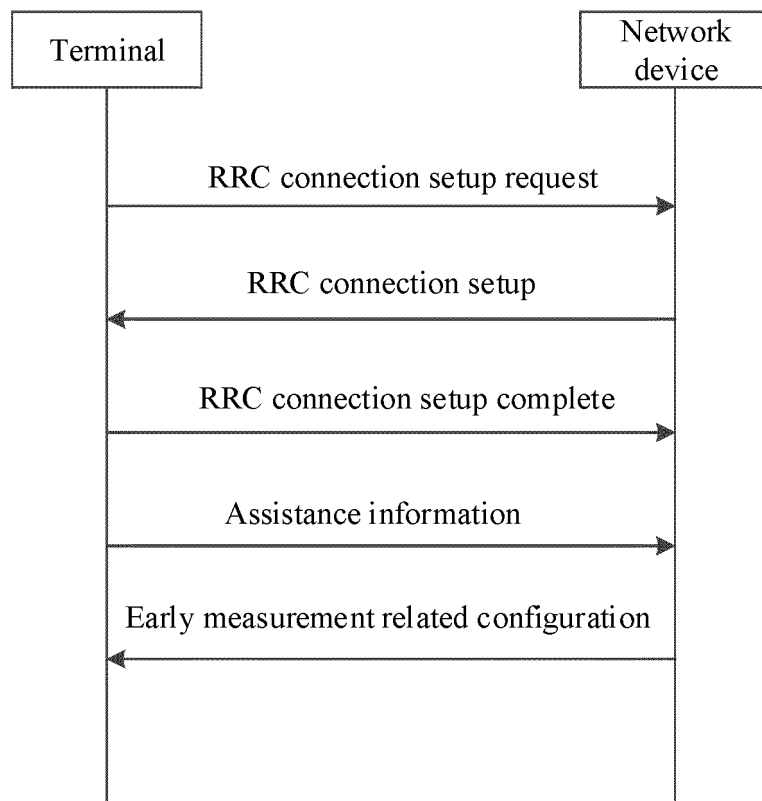 Terminal
Network
device
RRC connection setup request
RRC connection setup
RRC connection setup complete
Assistance information
Early measurement related configuration